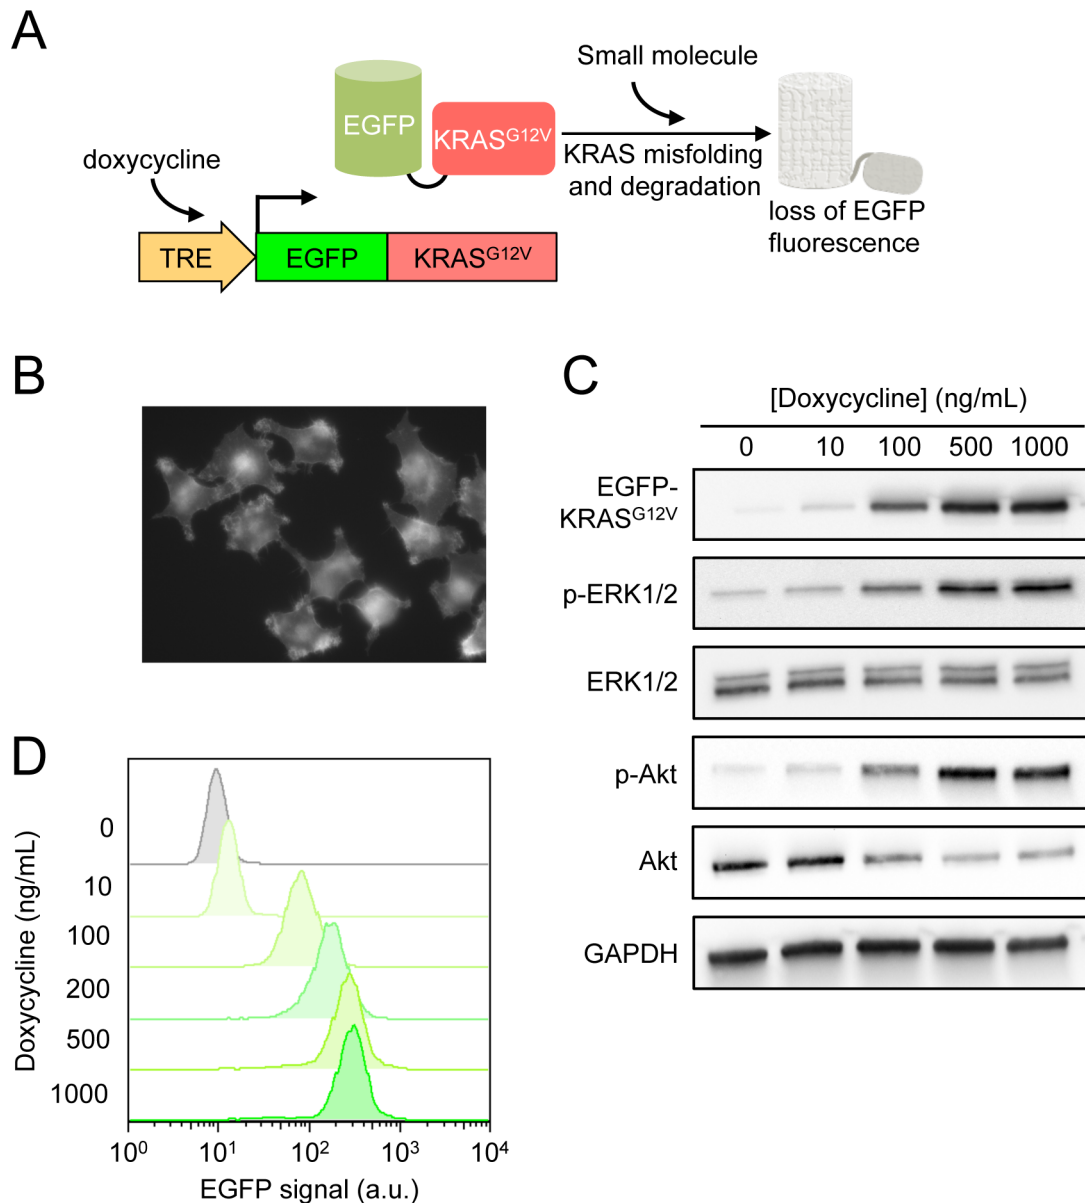 A
doxycycline
TRE
EGFP
KRASG12V
EGFP
KRASG12V
Small molecule
KRAS misfolding
and degradation
loss of EGFP
fluorescence
B
C
[Doxycycline] (ng/mL)
0 10 100 500 1000
EGFP-
KRASG12V
p-ERK1/2
ERK1/2
p-Akt
Akt
GAPDH
D
Doxycycline (ng/mL)
0
10
100
200
500
1000
10⁰ 10¹ 10² 10³ 10⁴
EGFP signal (a.u.)